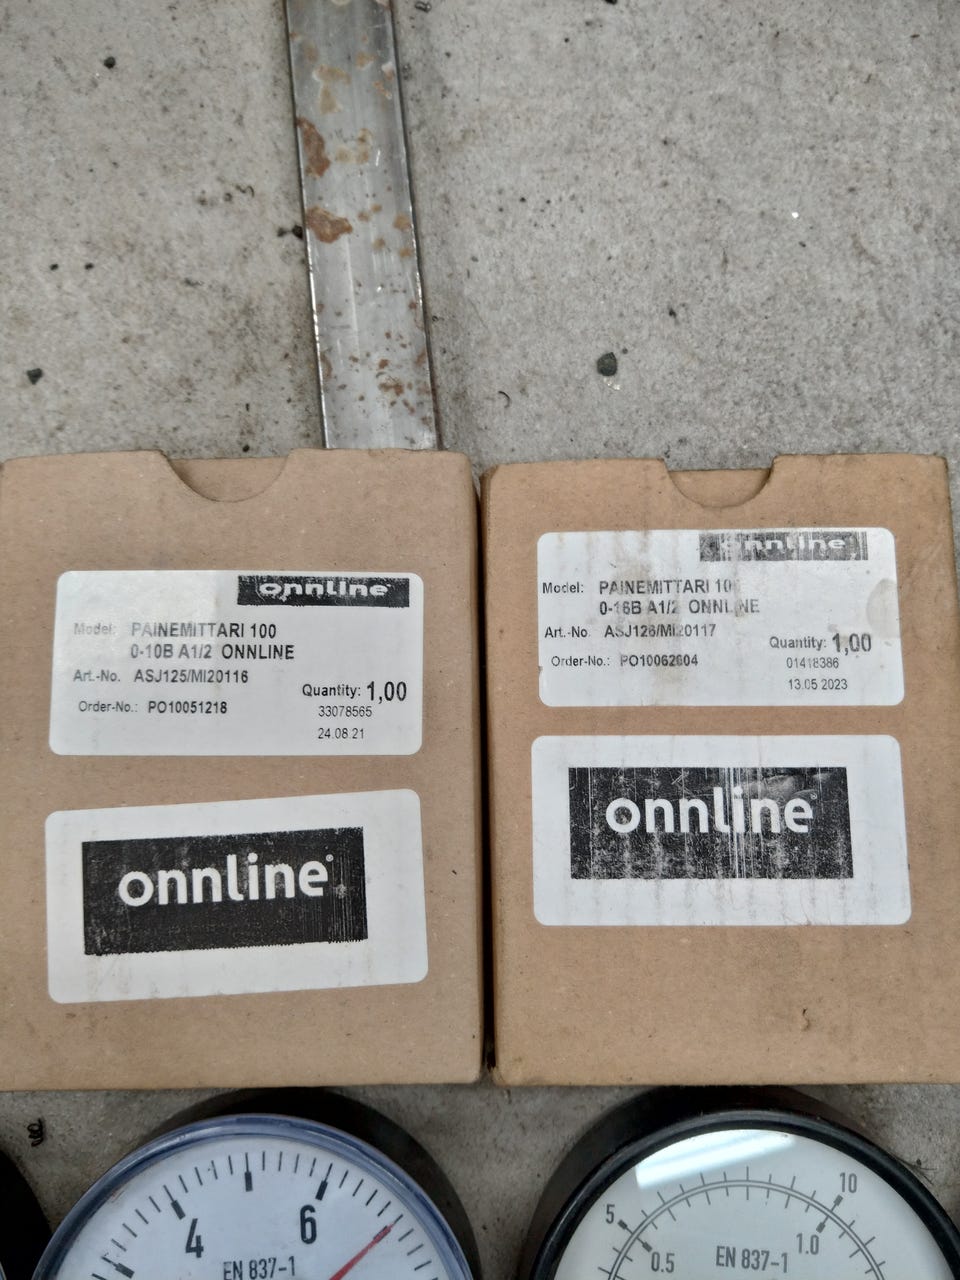 onnline
Model: PAINEMITTARI 100
0-10B A1/2 ONNLINE
Art.-No. ASJ125/MI20116
Quantity: 1,00
Order-No.: PO10051218
33078565
24.08.21
onnline
onnline
Model: PAINEMITTARI 10
0-16B A1/2 ONNLINE
Art.-No. ASJ126/MI20117
Quantity: 1,00
Order-No.: PO10062604
01418386
13.05.2023
onnline
4
6
EN 837-1
5
10
0.5
1.0
EN 837-1